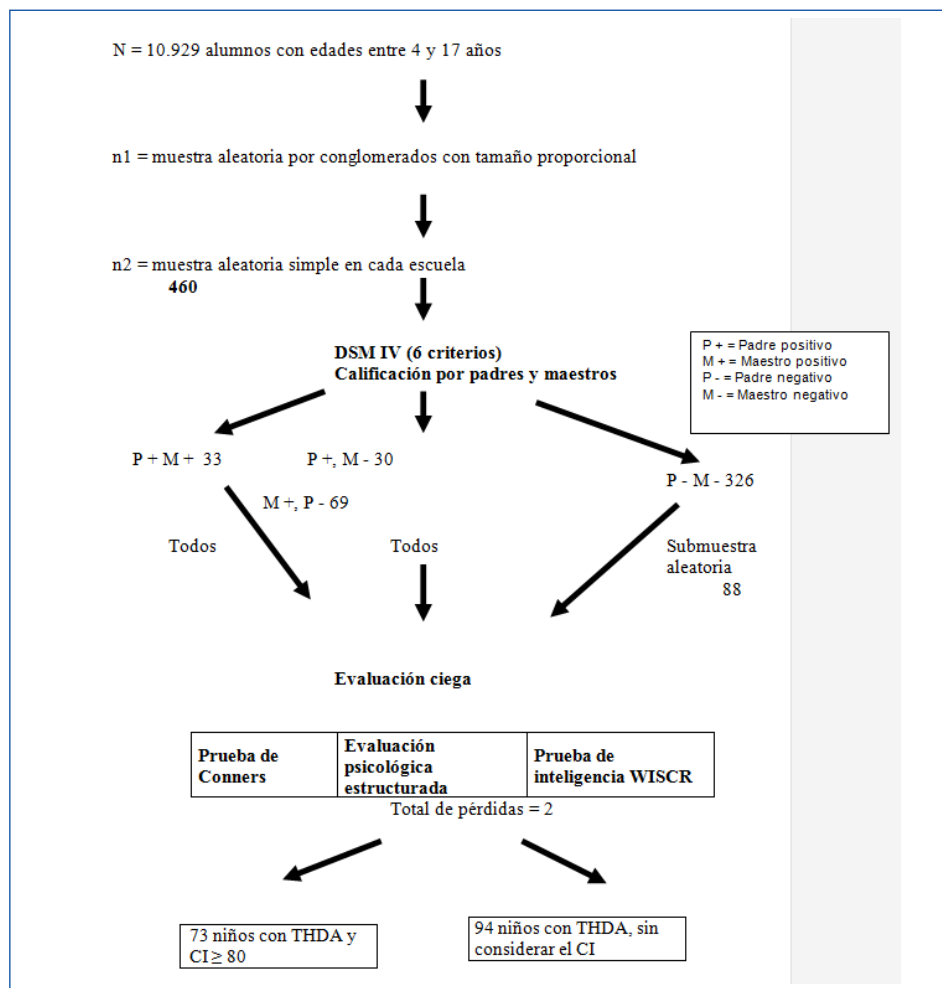 N = 10.929 alumnos con edades entre 4 y 17 años
n1 = muestra aleatoria por conglomerados con tamaño proporcional
n2 = muestra aleatoria simple en cada escuela
460
DSM IV (6 criterios)
Calificación por padres y maestros
P + = Padre positivo
M + = Maestro positivo
P - = Padre negativo
M - = Maestro negativo
P + M + 33
P +, M - 30
M +, P - 69
P - M - 326
Todos
Todos
Submuestra
aleatoria
88
Evaluación ciega
Prueba de
Conners
Evaluación
psicológica
estructurada
Prueba de
inteligencia WISCR
Total de pérdidas = 2
73 niños con THDA y
CI ≥ 80
94 niños con THDA, sin
considerar el CI